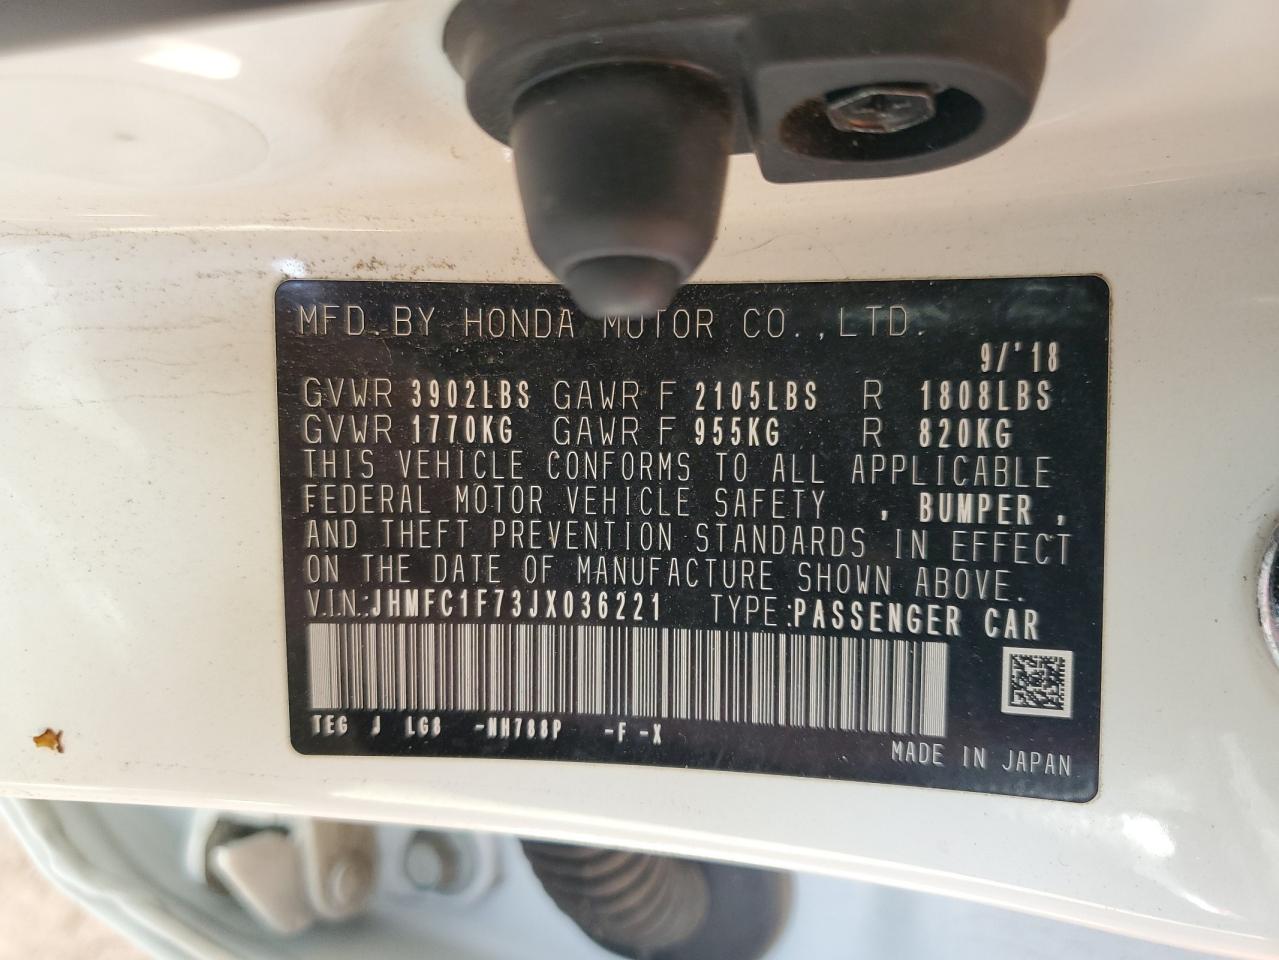 MFD. BY HONDA MOTOR CO., LTD.
9/'18
GVWR 3902LBS GAWR F 2105LBS R 1808LBS
GVWR 1770KG GAWR F 955KG R 820KG
THIS VEHICLE CONFORMS TO ALL APPLICABLE
FEDERAL MOTOR VEHICLE SAFETY , BUMPER ,
AND THEFT PREVENTION STANDARDS IN EFFECT
ON THE DATE OF MANUFACTURE SHOWN ABOVE.
V.I.N.:JHMFC1F73JX036221 TYPE:PASSENGER CAR
TEG J LG8 -NH788P -F -X
MADE IN JAPAN